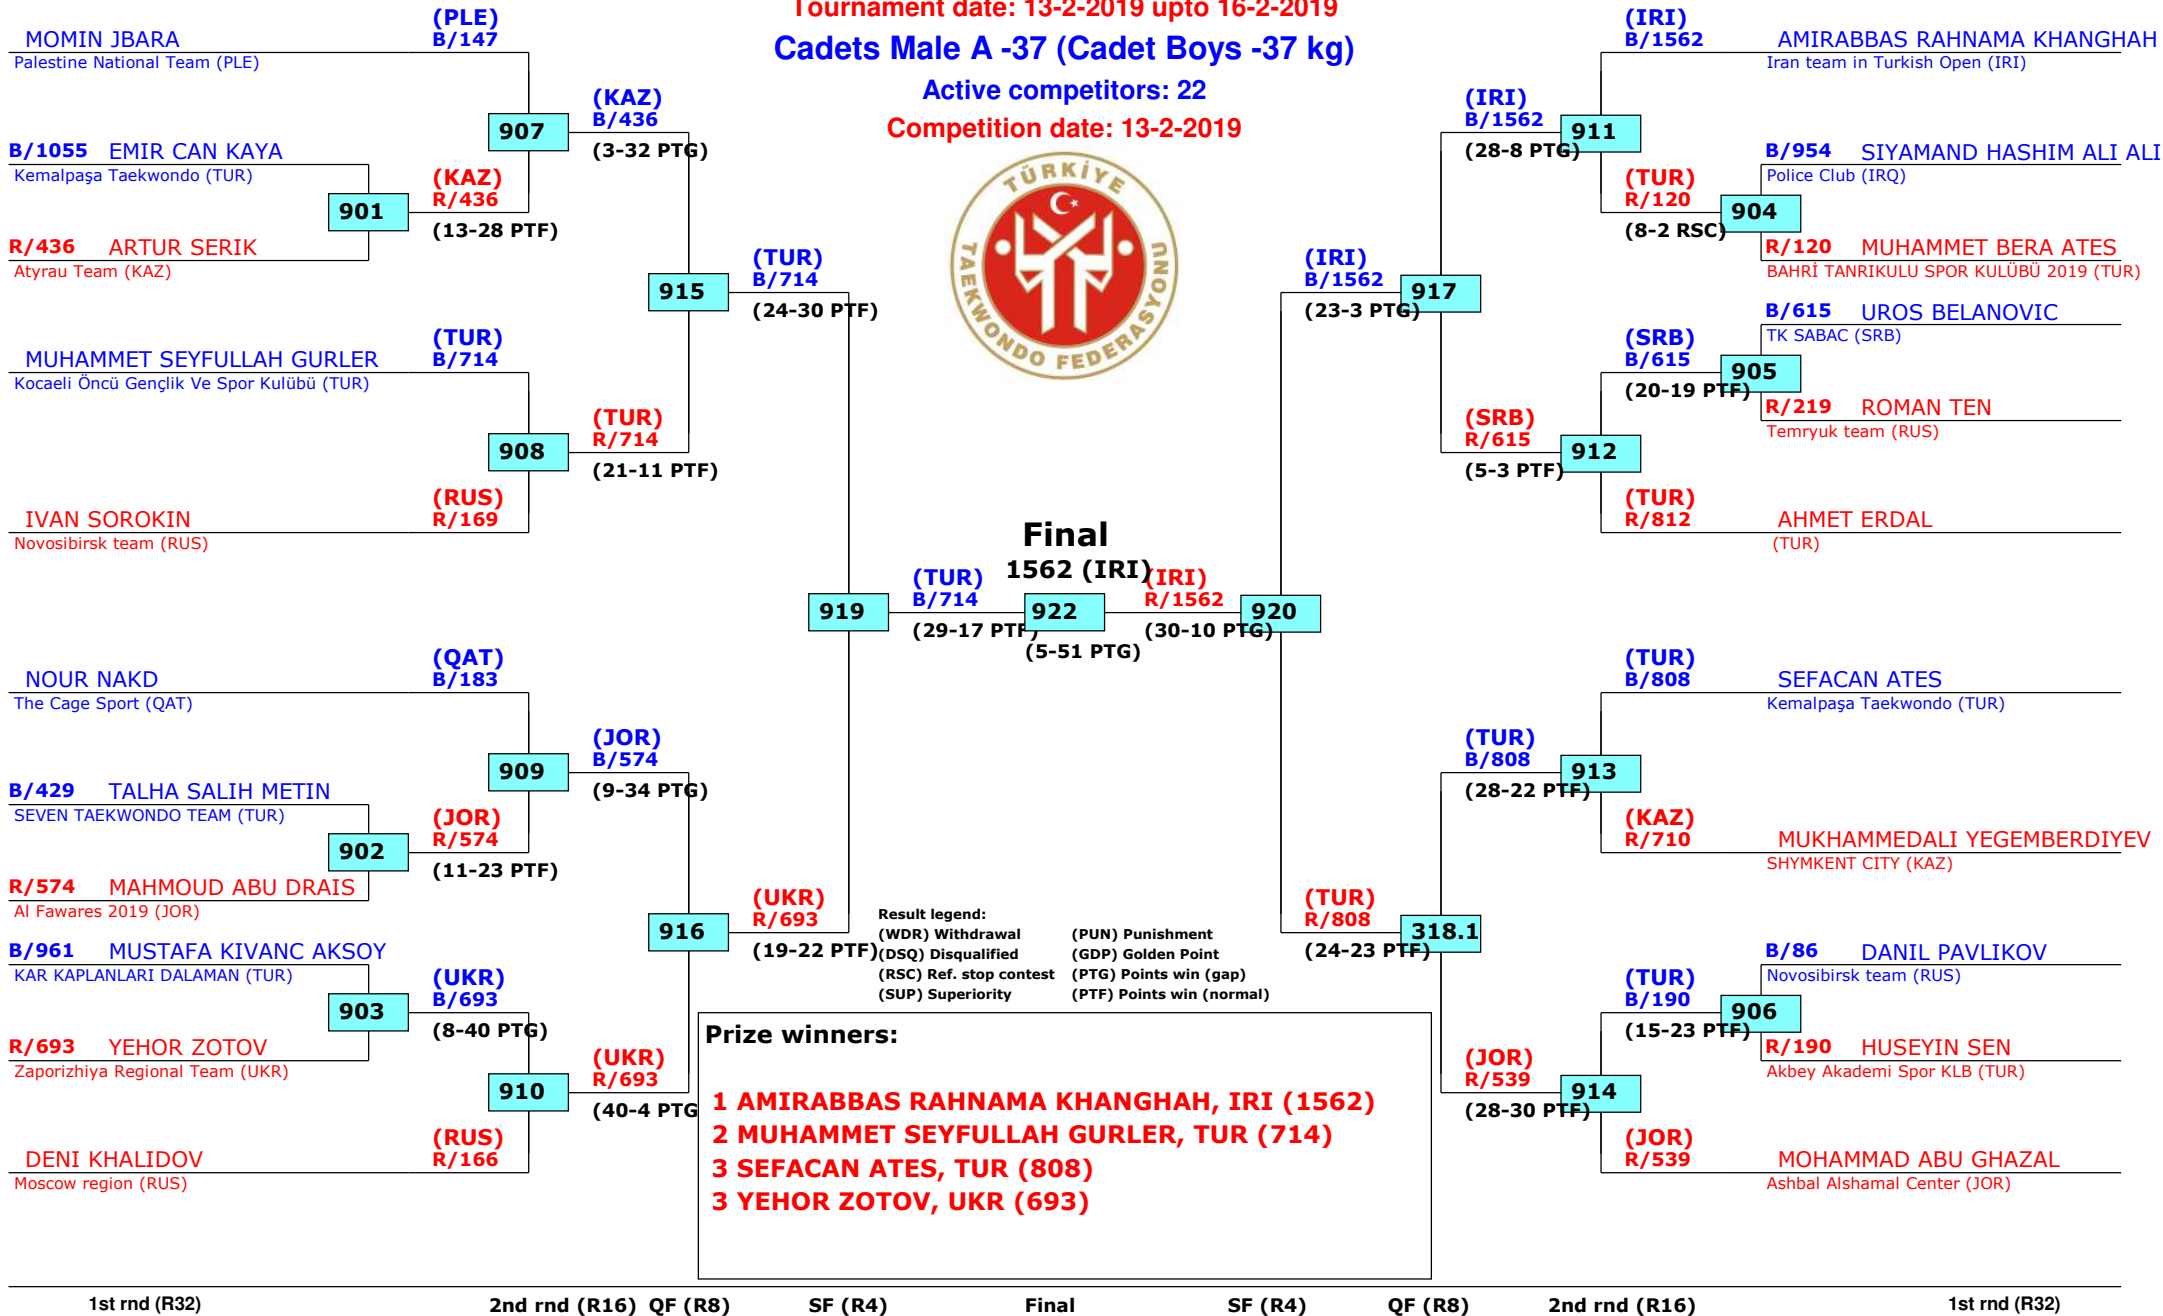 Tournament date: 13-2-2019 upto 16-2-2019
Cadets Male A -37 (Cadet Boys -37 kg)
Active competitors: 22
Competition date: 13-2-2019
TÜRKİYE
TAEKWONDO FEDERASYONU
(PLE)
MOMIN JBARA B/147
Palestine National Team (PLE)
(KAZ)
B/436
907
(3-32 PTG)
B/1055 EMIR CAN KAYA
Kemalpaşa Taekwondo (TUR)
(KAZ)
R/436
901
(13-28 PTF)
R/436 ARTUR SERIK
Atyrau Team (KAZ)
(TUR)
B/714
915
(24-30 PTF)
(TUR)
MUHAMMET SEYFULLAH GURLER B/714
Kocaeli Öncü Gençlik Ve Spor Kulübü (TUR)
(TUR)
R/714
908
(21-11 PTF)
(RUS)
IVAN SOROKIN R/169
Novosibirsk team (RUS)
Final
1562 (IRI)
919
(TUR)
B/714
(29-17 PTF)
922
(5-51 PTG)
(IRI)
R/1562
(30-10 PTG)
920
(QAT)
NOUR NAKD B/183
The Cage Sport (QAT)
(JOR)
B/574
909
(9-34 PTG)
B/429 TALHA SALIH METIN
SEVEN TAEKWONDO TEAM (TUR)
(JOR)
R/574
902
(11-23 PTF)
R/574 MAHMOUD ABU DRAIS
Al Fawares 2019 (JOR)
(UKR)
R/693
916
(19-22 PTF)
B/961 MUSTAFA KIVANC AKSOY
KAR KAPLANLARI DALAMAN (TUR)
(UKR)
B/693
903
(8-40 PTG)
R/693 YEHOR ZOTOV
Zaporizhiya Regional Team (UKR)
(UKR)
R/693
910
(40-4 PTG
(RUS)
DENI KHALIDOV R/166
Moscow region (RUS)
(IRI)
B/1562 AMIRABBAS RAHNAMA KHANGHAH
Iran team in Turkish Open (IRI)
(IRI)
B/1562
911
(28-8 PTG)
B/954 SIYAMAND HASHIM ALI ALI
Police Club (IRQ)
(TUR)
R/120
904
(8-2 RSC)
R/120 MUHAMMET BERA ATES
BAHRİ TANRIKULU SPOR KULÜBÜ 2019 (TUR)
(IRI)
B/1562
917
(23-3 PTG)
B/615 UROS BELANOVIC
TK SABAC (SRB)
(SRB)
B/615
905
(20-19 PTF)
R/219 ROMAN TEN
Temryuk team (RUS)
(SRB)
R/615
912
(5-3 PTF)
(TUR)
R/812 AHMET ERDAL
(TUR)
(TUR)
B/808 SEFACAN ATES
Kemalpaşa Taekwondo (TUR)
(TUR)
B/808
913
(28-22 PTF)
(KAZ)
R/710 MUKHAMMEDALI YEGEMBERDIYEV
SHYMKENT CITY (KAZ)
(TUR)
R/808
318.1
(24-23 PTF)
B/86 DANIL PAVLIKOV
Novosibirsk team (RUS)
(TUR)
B/190
906
(15-23 PTF)
R/190 HUSEYIN SEN
Akbey Akademi Spor KLB (TUR)
(JOR)
R/539
914
(28-30 PTF)
(JOR)
R/539 MOHAMMAD ABU GHAZAL
Ashbal Alshamal Center (JOR)
Result legend:
(WDR) Withdrawal (PUN) Punishment
(DSQ) Disqualified (GDP) Golden Point
(RSC) Ref. stop contest (PTG) Points win (gap)
(SUP) Superiority (PTF) Points win (normal)
Prize winners:
1 AMIRABBAS RAHNAMA KHANGHAH, IRI (1562)
2 MUHAMMET SEYFULLAH GURLER, TUR (714)
3 SEFACAN ATES, TUR (808)
3 YEHOR ZOTOV, UKR (693)
1st rnd (R32) 2nd rnd (R16) QF (R8) SF (R4) Final SF (R4) QF (R8) 2nd rnd (R16) 1st rnd (R32)